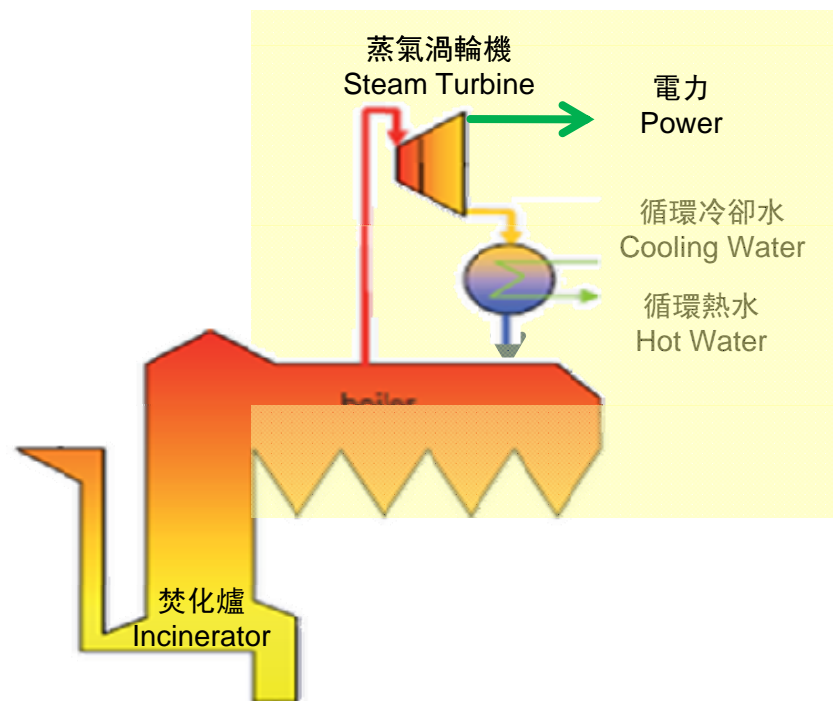 蒸氣渦輪機
Steam Turbine
電力
Power
循環冷卻水
Cooling Water
循環熱水
Hot Water
boiler
焚化爐
Incinerator